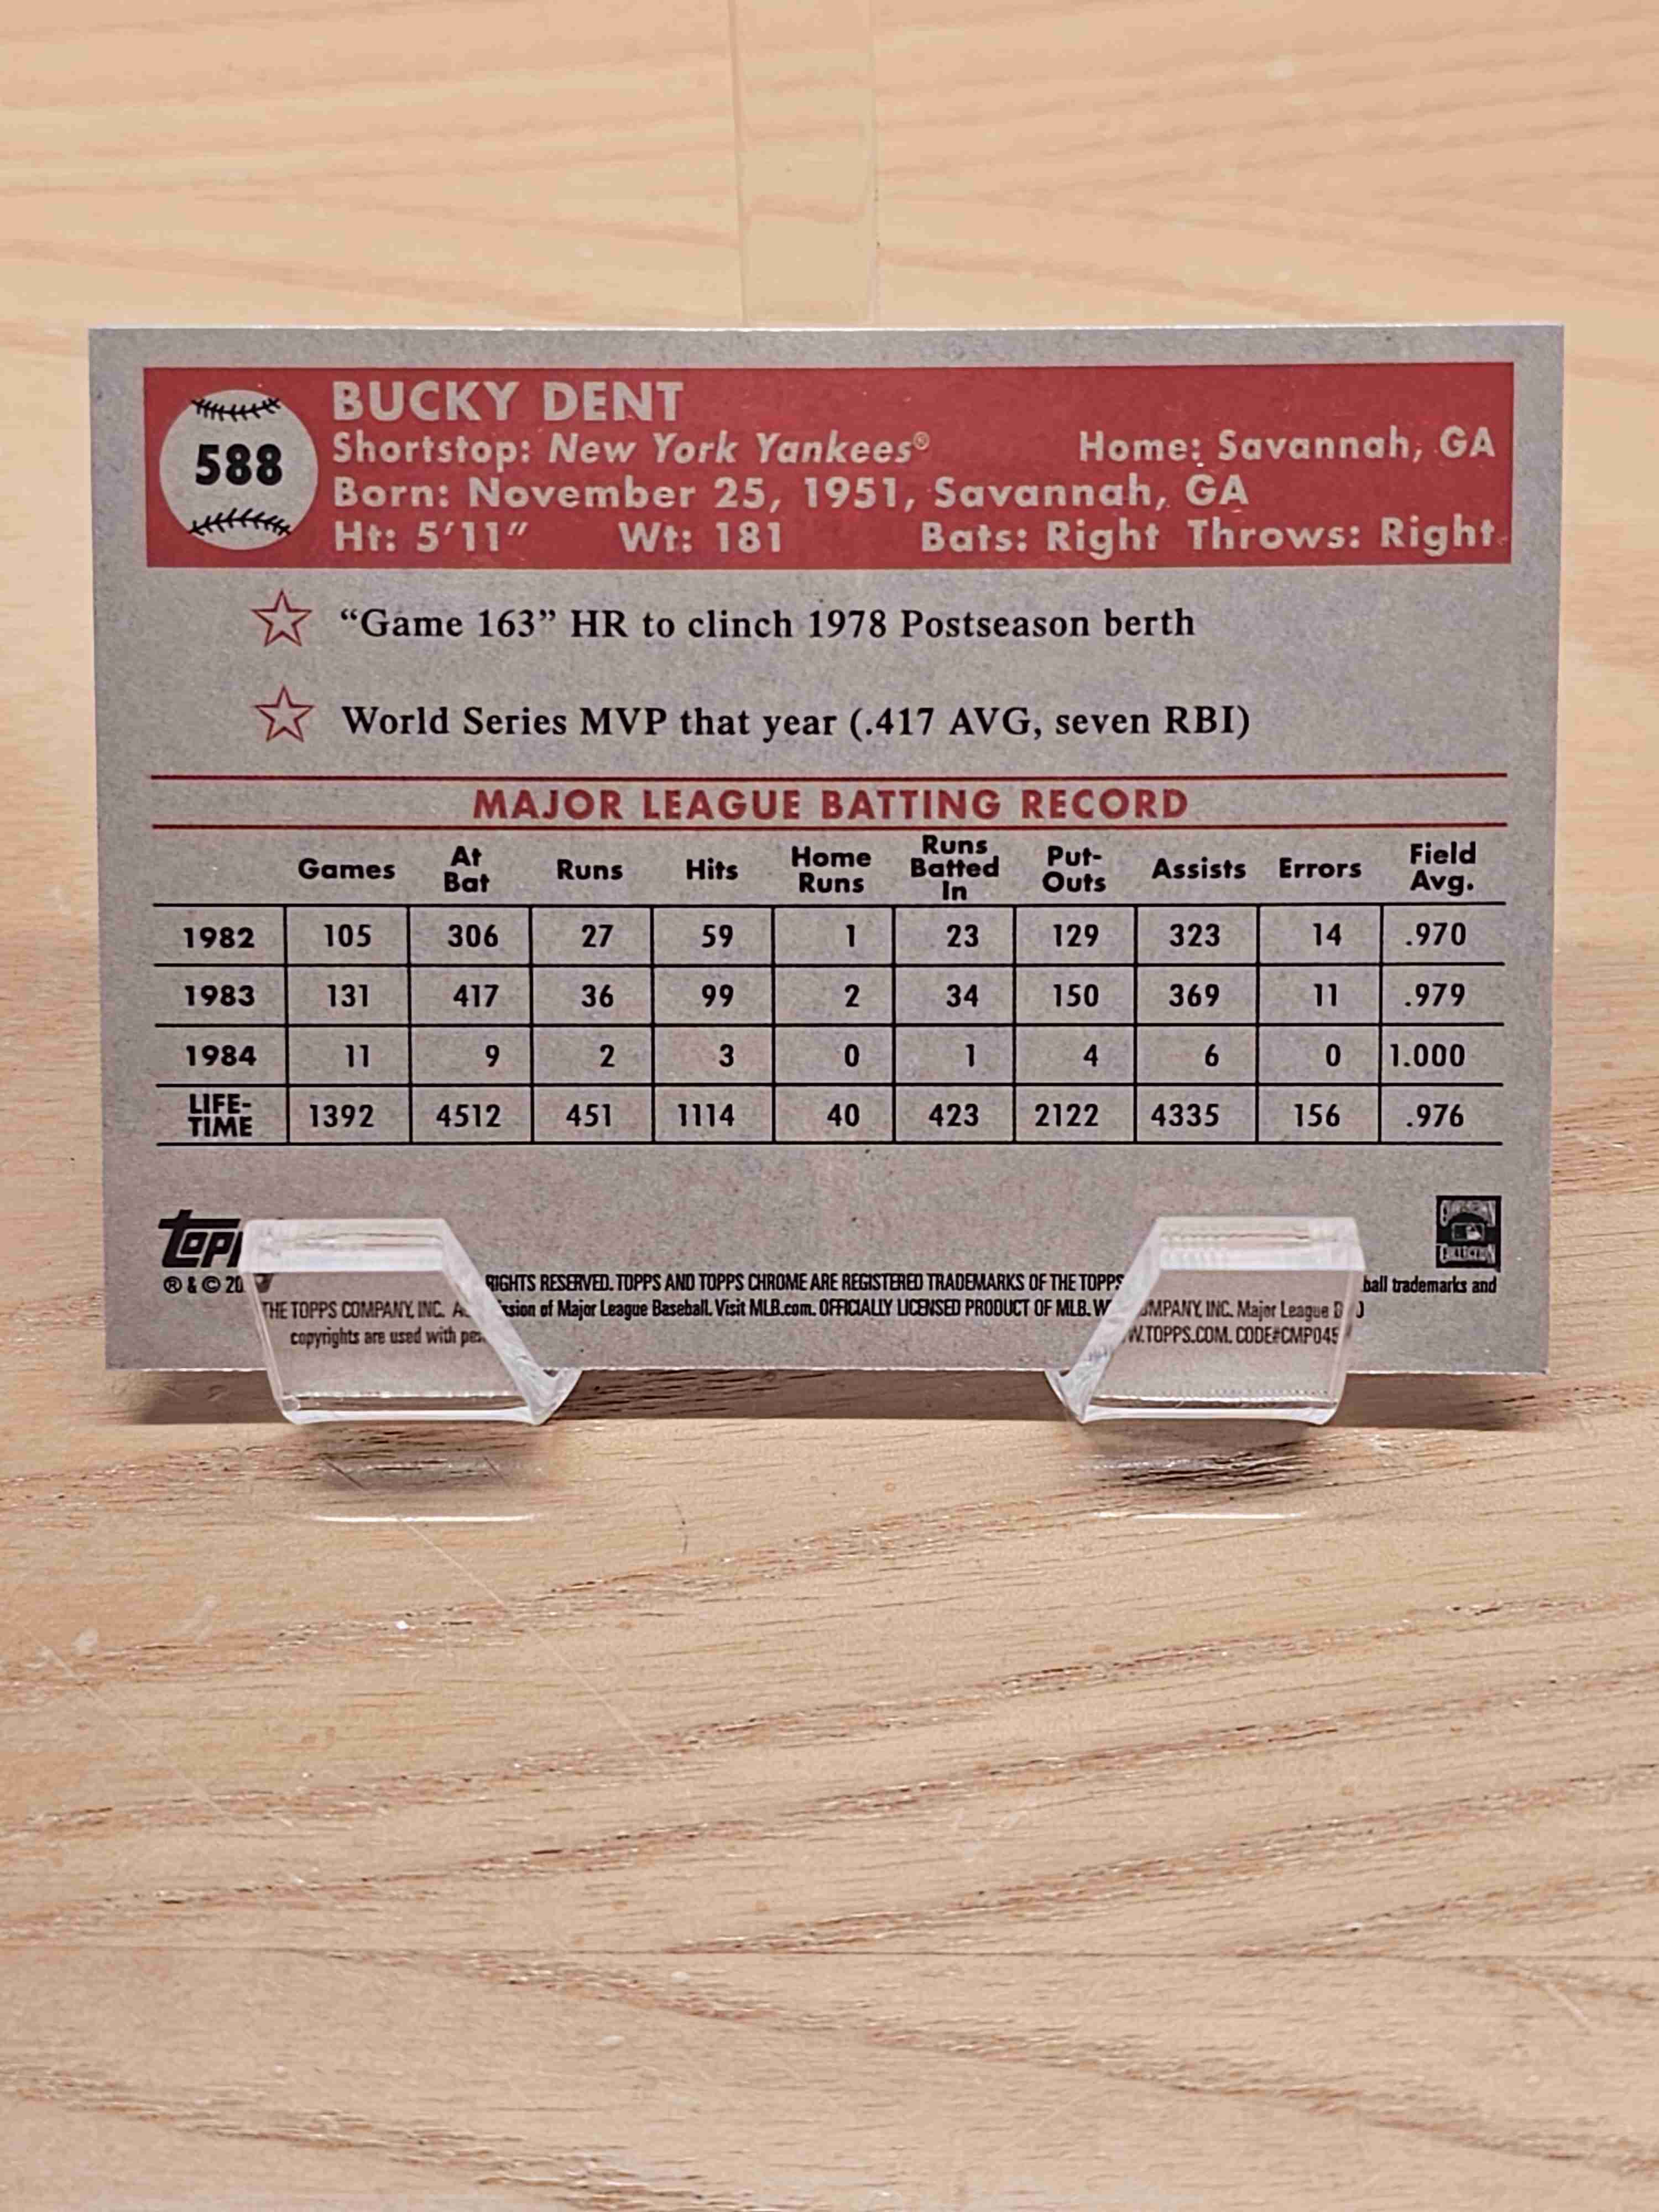 588
BUCKY DENT
Shortstop: New York Yankees® Home: Savannah, GA
Born: November 25, 1951, Savannah, GA
Ht: 5'11" Wt: 181 Bats: Right Throws: Right
“Game 163” HR to clinch 1978 Postseason berth
World Series MVP that year (.417 AVG, seven RBI)
MAJOR LEAGUE BATTING RECORD
Games At Bat Runs Hits Home Runs Runs Batted In Put-Outs Assists Errors Field Avg.
1982 105 306 27 59 1 23 129 323 14 .970
1983 131 417 36 99 2 34 150 369 11 .979
1984 11 9 2 3 0 1 4 6 0 1.000
LIFE-TIME 1392 4512 451 1114 40 423 2122 4335 156 .976
COOPERSTOWN COLLECTION
® & © 20 RIGHTS RESERVED. TOPPS AND TOPPS CHROME ARE REGISTERED TRADEMARKS OF THE TOPPS ball trademarks and
THE TOPPS COMPANY, INC. ssion of Major League Baseball. Visit MLB.com. OFFICIALLY LICENSED PRODUCT OF MLB. W MPANY, INC. Major League
copyrights are used with W.TOPPS.COM. CODE#CMP045